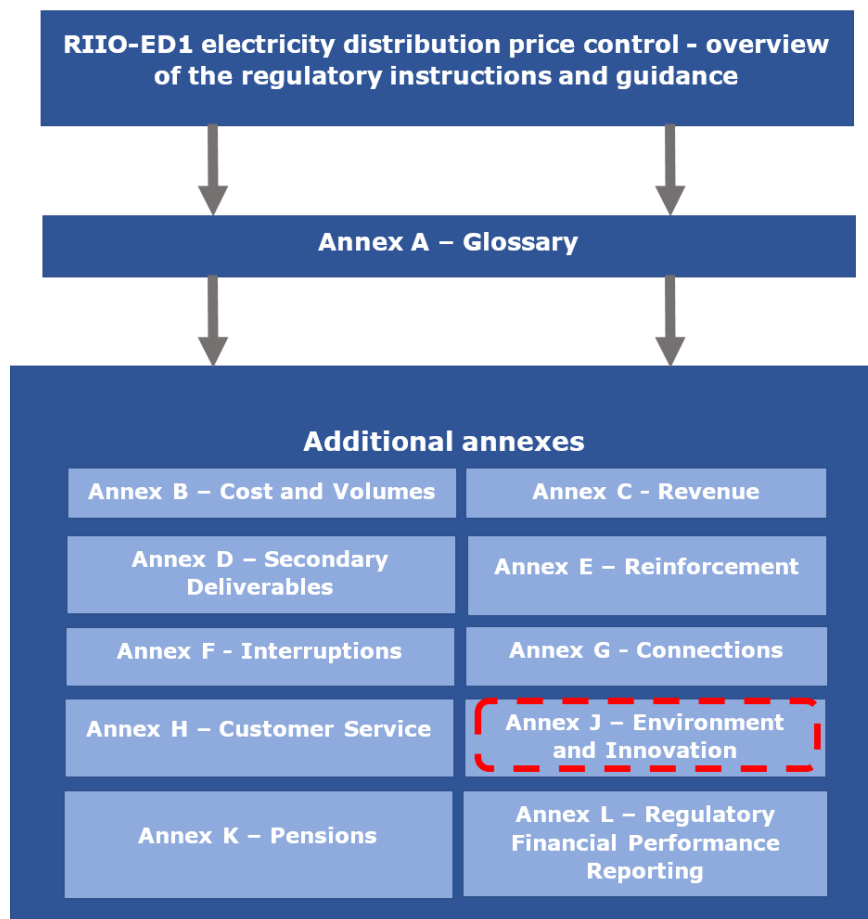 RIIO-ED1 electricity distribution price control - overview
of the regulatory instructions and guidance
Annex A – Glossary
Additional annexes
Annex B – Cost and Volumes
Annex C - Revenue
Annex D – Secondary
Deliverables
Annex E – Reinforcement
Annex F - Interruptions
Annex G - Connections
Annex H – Customer Service
Annex J – Environment
and Innovation
Annex K – Pensions
Annex L – Regulatory
Financial Performance
Reporting